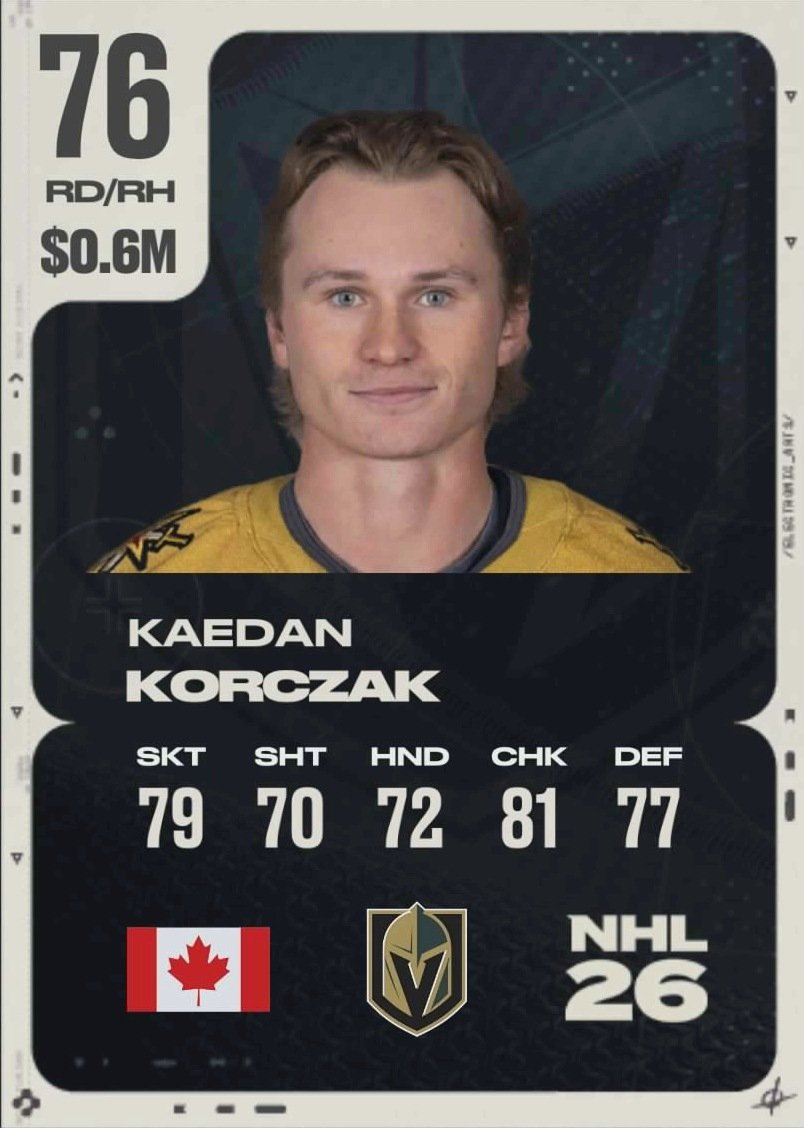 76
RD/RH
$0.6M
KAEDAN
KORCZAK
SKT SHT HND CHK DEF
79 70 72 81 77
NHL
26